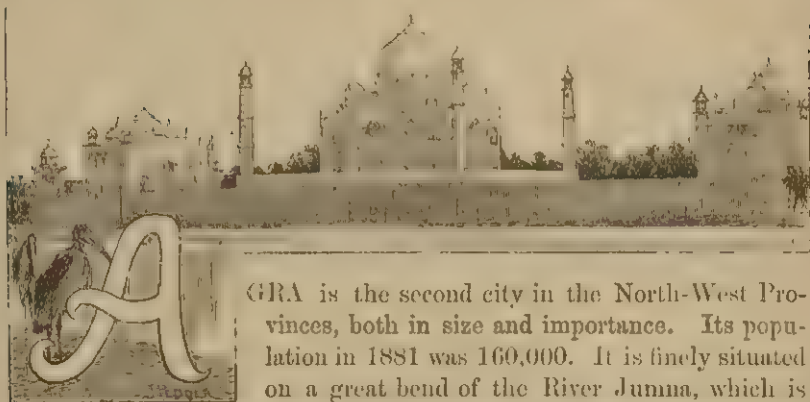 AGRA is the second city in the North-West Pro-
vinces, both in size and importance. Its popu-
lation in 1881 was 160,000. It is finely situated
on a great bend of the River Jumna, which is